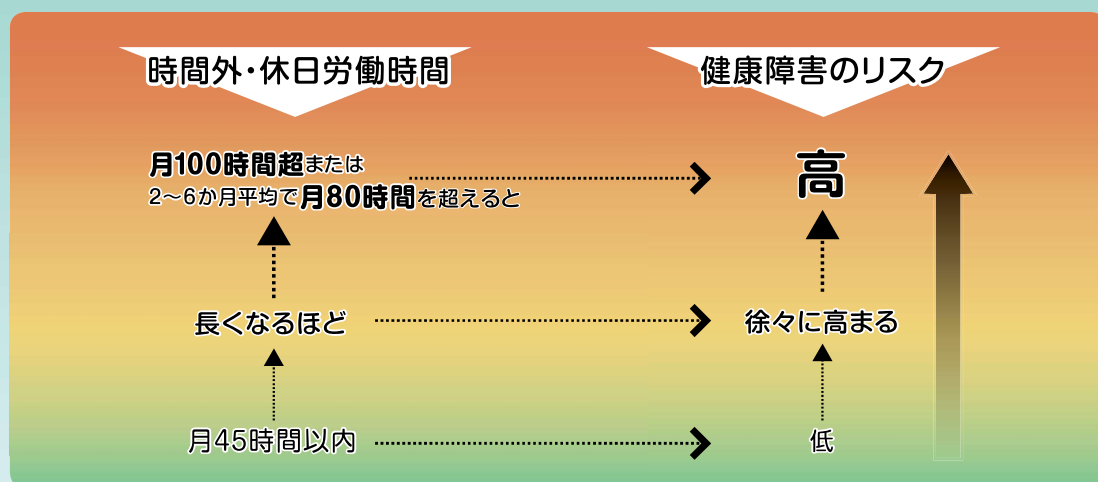 時間外・休日労働時間
健康障害のリスク
月100時間超または
2〜6か月平均で月80時間を超えると
高
長くなるほど
徐々に高まる
月45時間以内
低